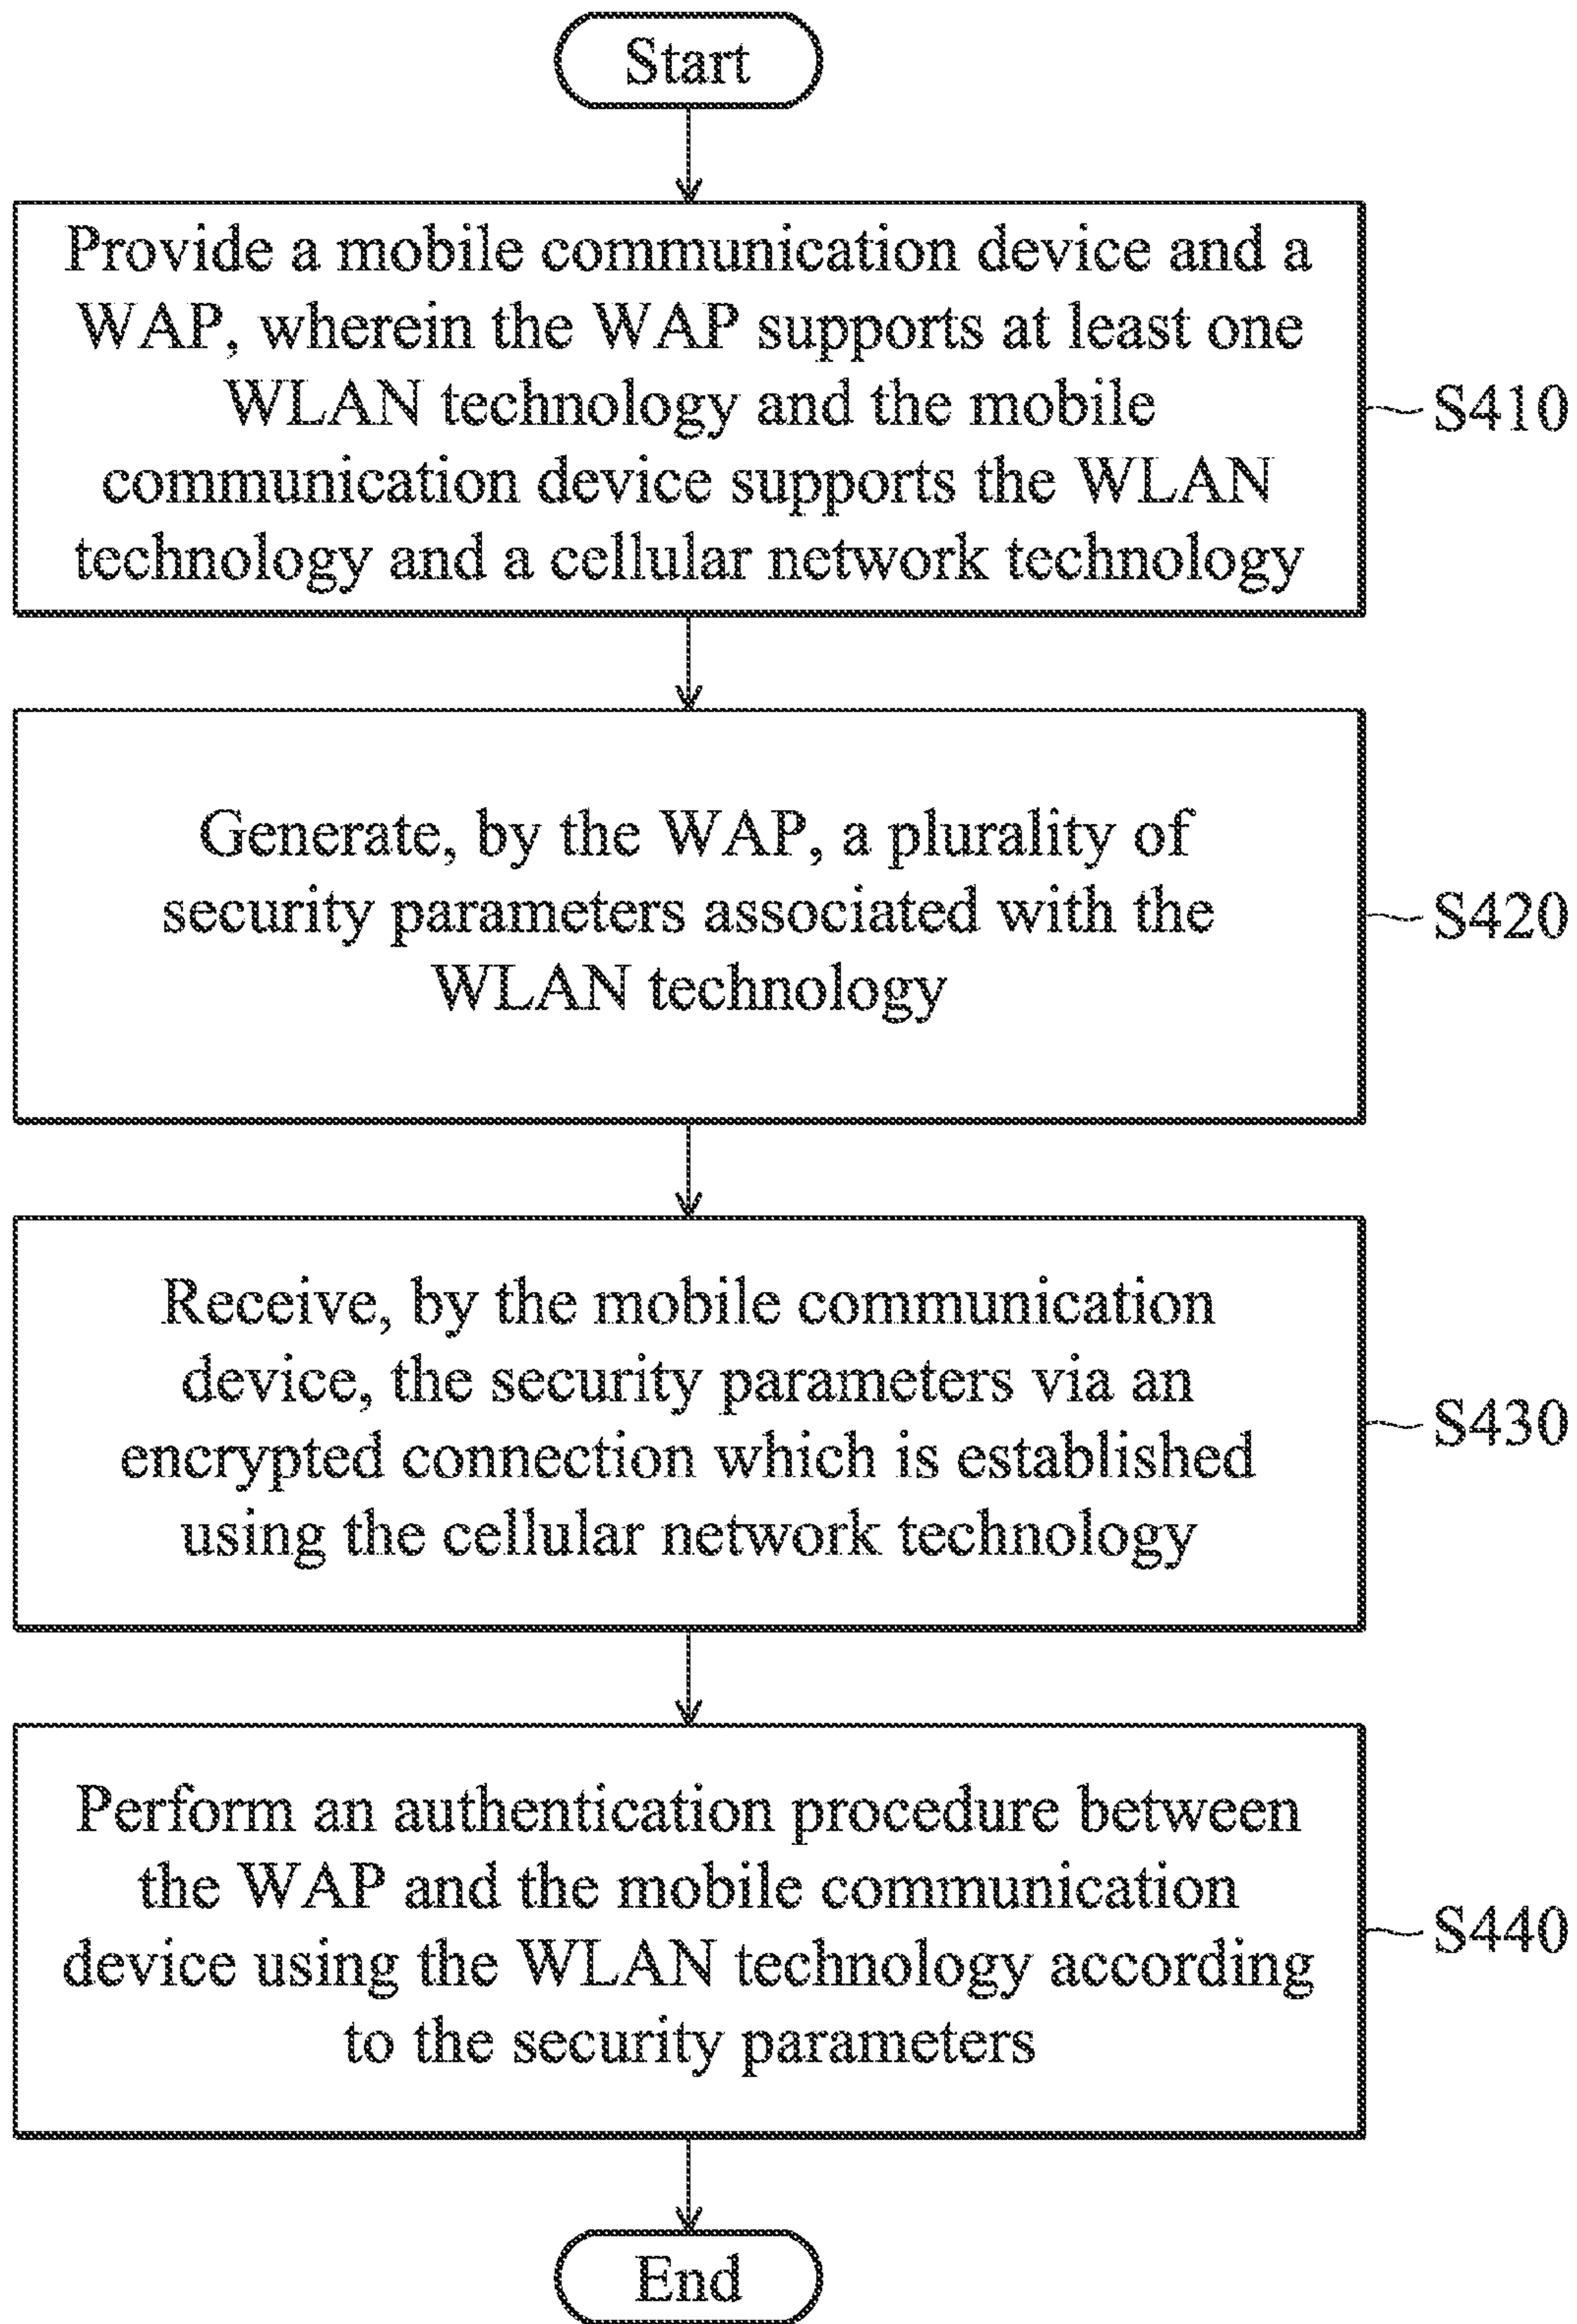 Start
Provide a mobile communication device and a
WAP, wherein the WAP supports at least one
WLAN technology and the mobile
communication device supports the WLAN
technology and a cellular network technology
S410
Generate, by the WAP, a plurality of
security parameters associated with the
WLAN technology
S420
Receive, by the mobile communication
device, the security parameters via an
encrypted connection which is established
using the cellular network technology
S430
Perform an authentication procedure between
the WAP and the mobile communication
device using the WLAN technology according
to the security parameters
S440
End